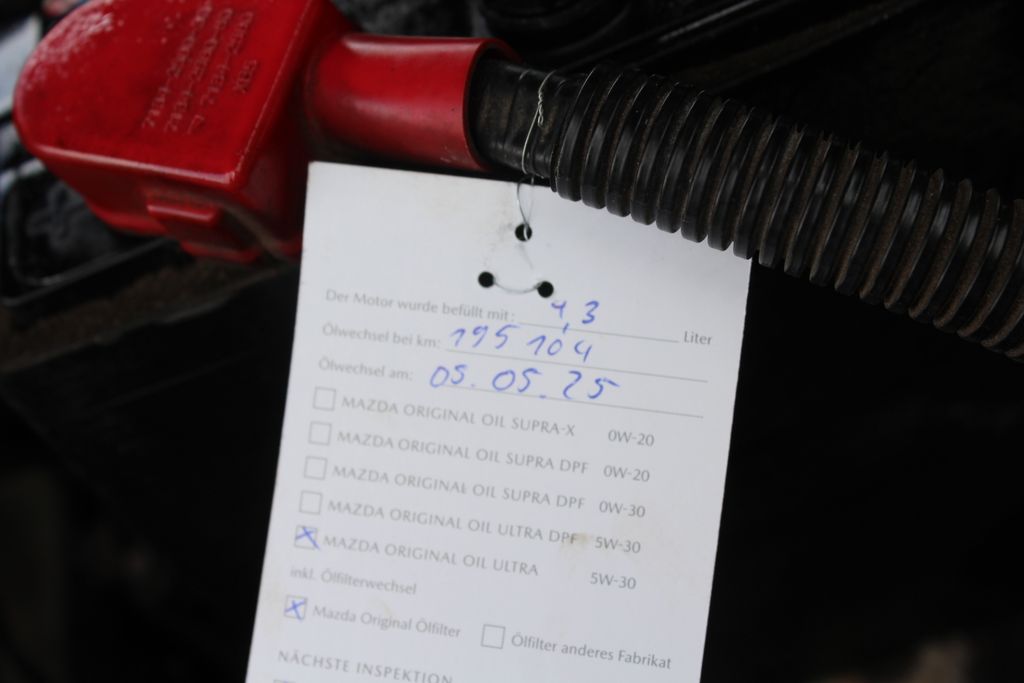 Der Motor wurde befüllt mit: 4,3 Liter
Ölwechsel bei km: 195 104
Ölwechsel am: 05.05.25
MAZDA ORIGINAL OIL SUPRA-X 0W-20
MAZDA ORIGINAL OIL SUPRA DPF 0W-20
MAZDA ORIGINAL OIL SUPRA DPF 0W-30
MAZDA ORIGINAL OIL ULTRA DPF 5W-30
MAZDA ORIGINAL OIL ULTRA 5W-30
inkl. Ölfilterwechsel
Mazda Original Ölfilter Ölfilter anderes Fabrikat
NÄCHSTE INSPEKTION